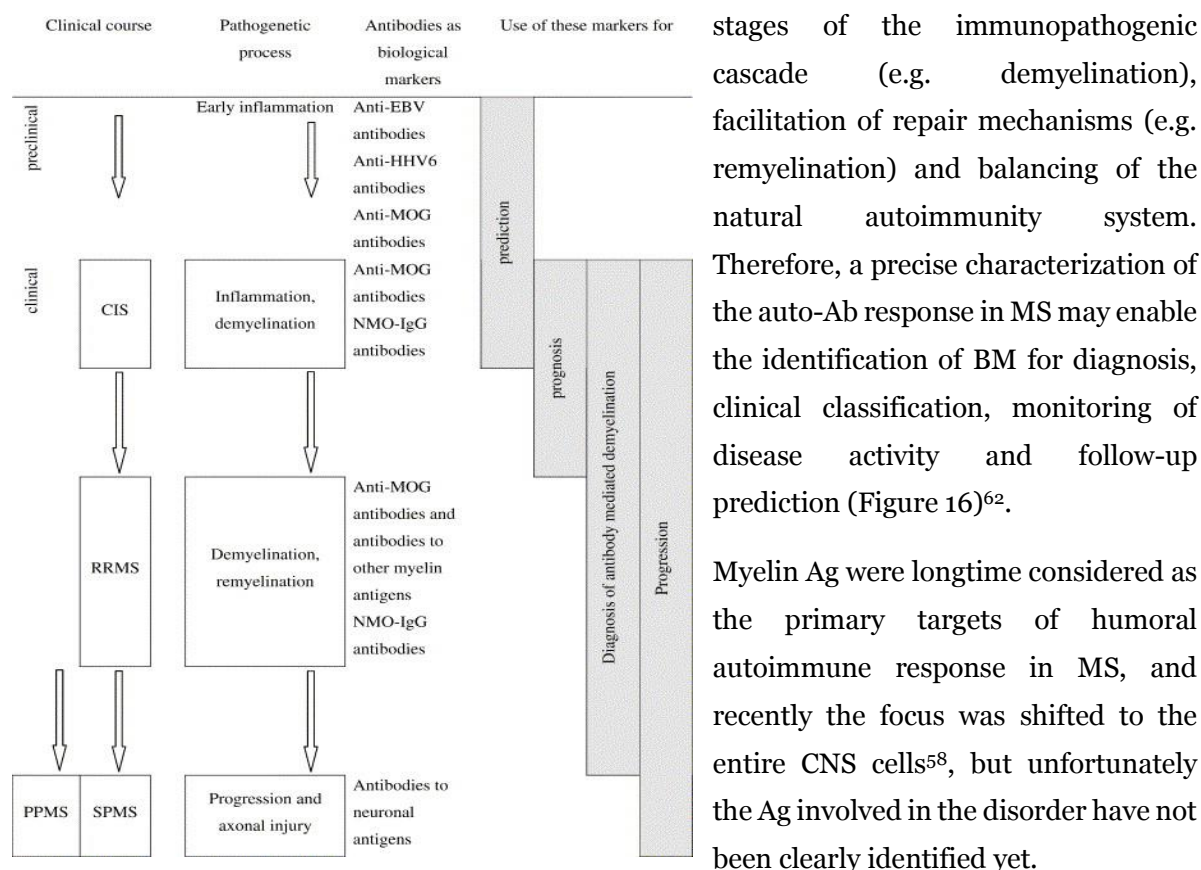 Clinical course
Pathogenetic
process
Antibodies as
biological
markers
Use of these markers for
preclinical
Early inflammation
Anti-EBV
antibodies
Anti-HHV6
antibodies
Anti-MOG
antibodies
prediction
clinical
CIS
Inflammation,
demyelination
Anti-MOG
antibodies
NMO-IgG
antibodies
prognosis
Diagnosis of antibody mediated demyelination
Progression
RRMS
Demyelination,
remyelination
Anti-MOG
antibodies and
antibodies to
other myelin
antigens
NMO-IgG
antibodies
PPMS
SPMS
Progression and
axonal injury
Antibodies to
neuronal
antigens
stages of the immunopathogenic
cascade (e.g. demyelination),
facilitation of repair mechanisms (e.g.
remyelination) and balancing of the
natural autoimmunity system.
Therefore, a precise characterization of
the auto-Ab response in MS may enable
the identification of BM for diagnosis,
clinical classification, monitoring of
disease activity and follow-up
prediction (Figure 16)⁶².
Myelin Ag were longtime considered as
the primary targets of humoral
autoimmune response in MS, and
recently the focus was shifted to the
entire CNS cells⁵⁸, but unfortunately
the Ag involved in the disorder have not
been clearly identified yet.